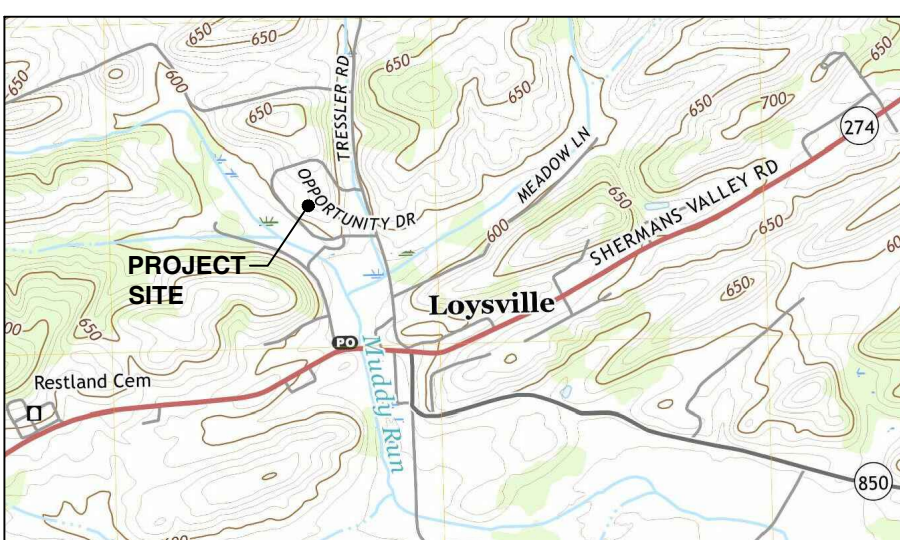 650
650
650
600
650
650
650
650
700
650
TRESSLER RD
274
MEADOW LN
OPPORTUNITY DR
SHERMANS VALLEY RD
650
600
650
PROJECT
SITE
650
Loysville
650
PO
Muddy Run
Restland Cem
850